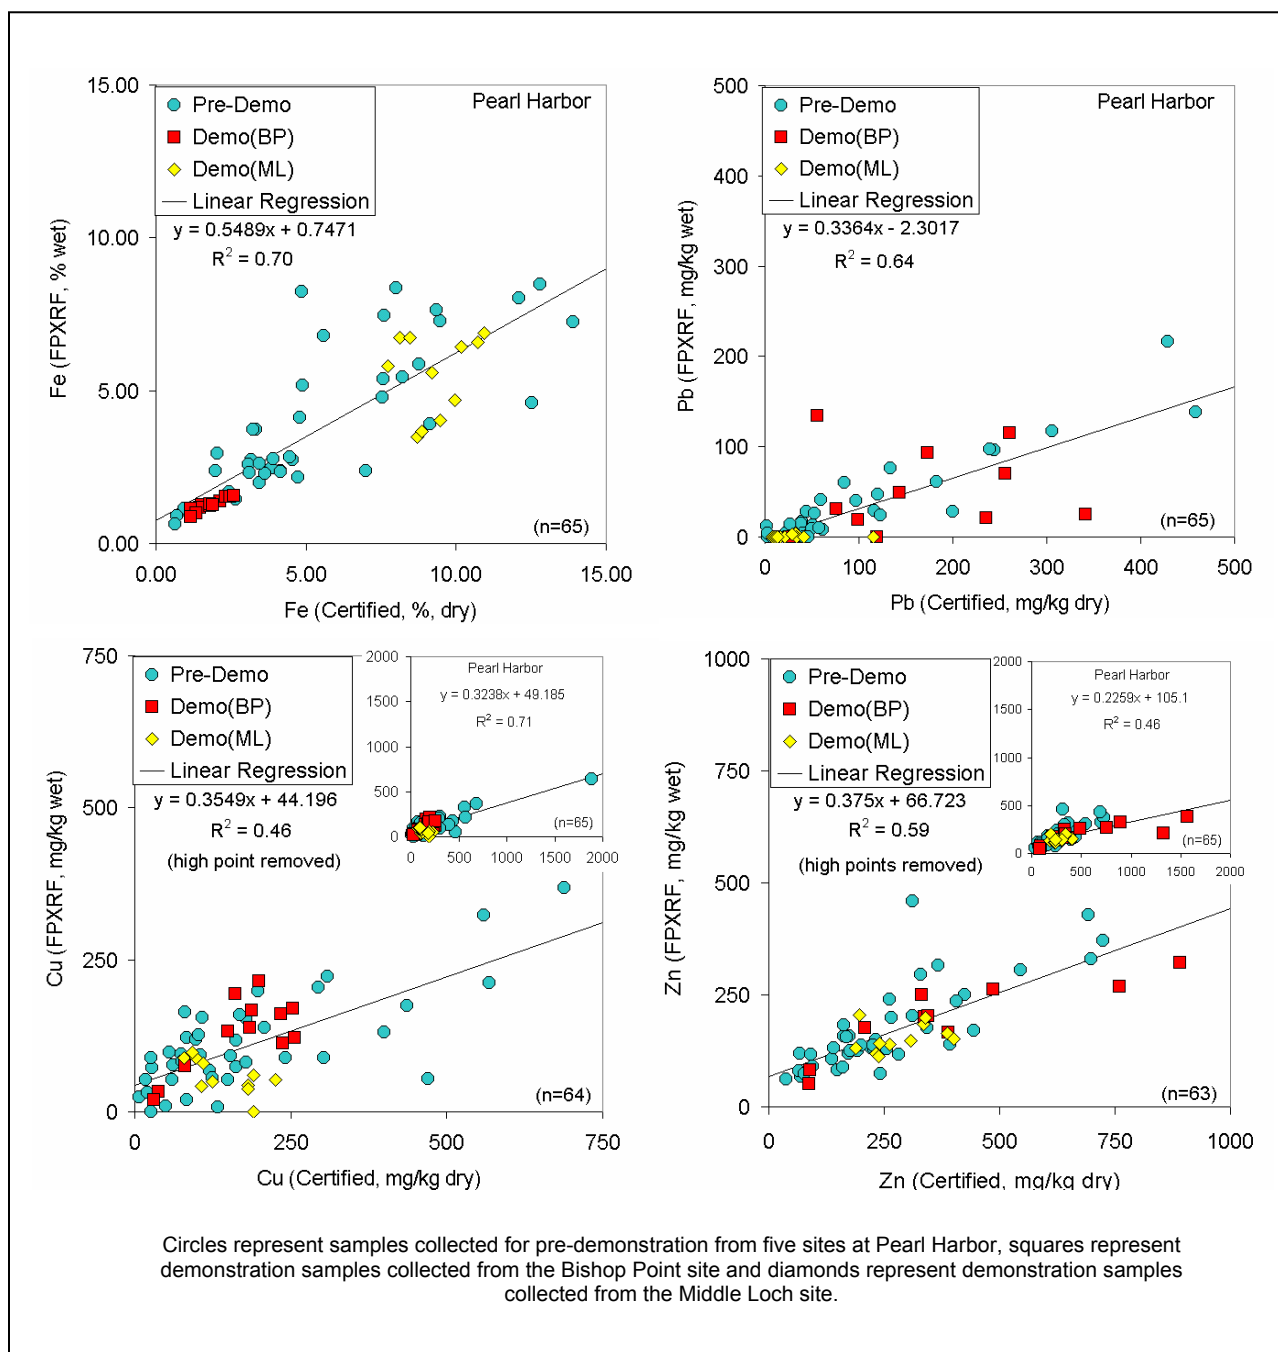 15.00
10.00
5.00
0.00
Fe (FPXRF, % wet)
Pre-Demo
Demo(BP)
Demo(ML)
Linear Regression
Pearl Harbor
y = 0.5489x + 0.7471
R² = 0.70
(n=65)
0.00 5.00 10.00 15.00
Fe (Certified, %, dry)
500
400
300
200
100
0
Pb (FPXRF, mg/kg wet)
Pre-Demo
Demo(BP)
Demo(ML)
Linear Regression
Pearl Harbor
y = 0.3364x - 2.3017
R² = 0.64
(n=65)
0 100 200 300 400 500
Pb (Certified, mg/kg dry)
750
500
250
0
Cu (FPXRF, mg/kg wet)
Pre-Demo
Demo(BP)
Demo(ML)
Linear Regression
y = 0.3549x + 44.196
R² = 0.46
(high point removed)
(n=64)
0 250 500 750
Cu (Certified, mg/kg dry)
2000
1500
1000
500
0
Pearl Harbor
y = 0.3238x + 49.185
R² = 0.71
(n=65)
0 500 1000 1500 2000
1000
750
500
250
0
Zn (FPXRF, mg/kg wet)
Pre-Demo
Demo(BP)
Demo(ML)
Linear Regression
y = 0.375x + 66.723
R² = 0.59
(high points removed)
(n=63)
0 250 500 750 1000
Zn (Certified, mg/kg dry)
2000
1500
1000
500
0
Pearl Harbor
y = 0.2259x + 105.1
R² = 0.46
(n=65)
0 500 1000 1500 2000
Circles represent samples collected for pre-demonstration from five sites at Pearl Harbor, squares represent
demonstration samples collected from the Bishop Point site and diamonds represent demonstration samples
collected from the Middle Loch site.